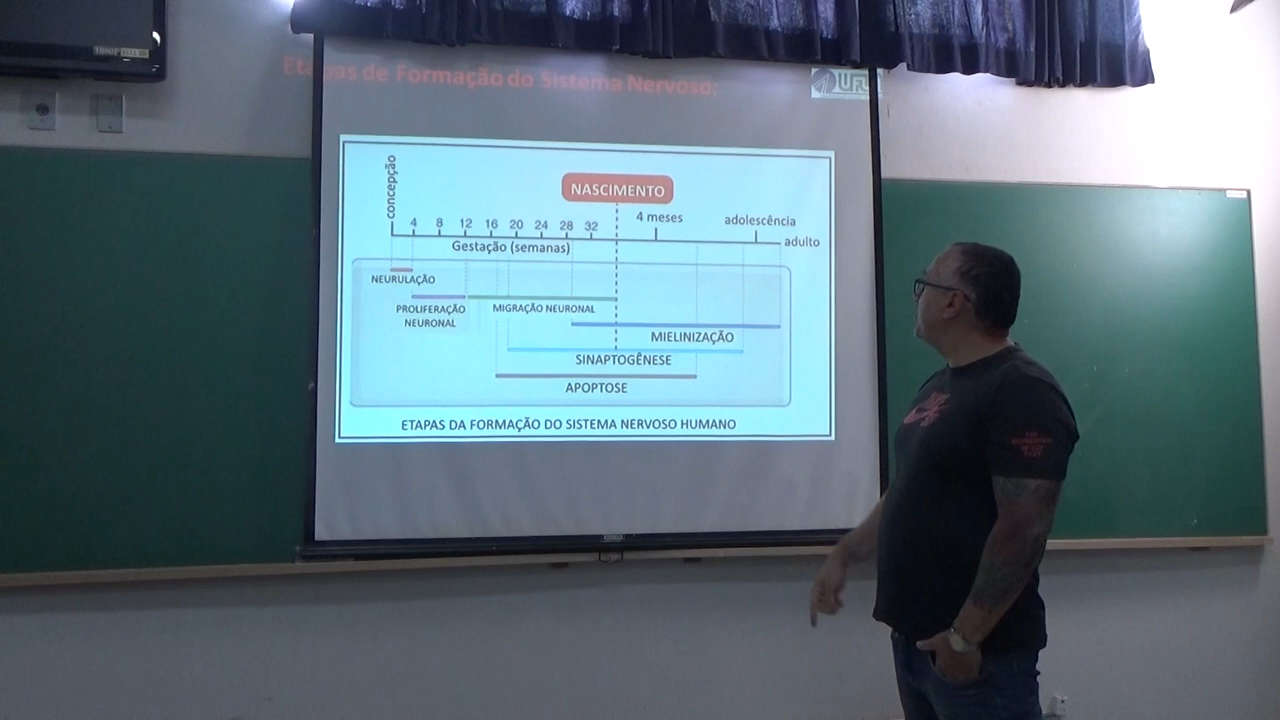 1080P
Etapas de Formação do Sistema Nervoso:
concepção
NASCIMENTO
4 8 12 16 20 24 28 32
4 meses
adolescência
adulto
Gestação (semanas)
NEURULAÇÃO
PROLIFERAÇÃO
NEURONAL
MIGRAÇÃO NEURONAL
MIELINIZAÇÃO
SINAPTOGÊNESE
APOPTOSE
ETAPAS DA FORMAÇÃO DO SISTEMA NERVOSO HUMANO